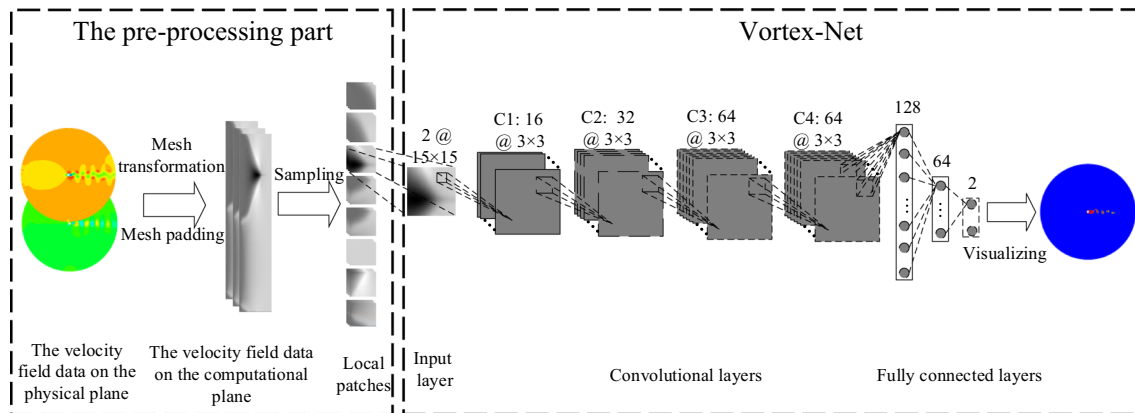 The pre-processing part
Vortex-Net
Mesh
transformation
Mesh padding
Sampling
2 @
15×15
C1: 16
@ 3×3
C2: 32
@ 3×3
C3: 64
@ 3×3
C4: 64
@ 3×3
128
64
2
Visualizing
The velocity
field data on the
physical plane
The velocity field data
on the computational
plane
Local
patches
Input
layer
Convolutional layers
Fully connected layers